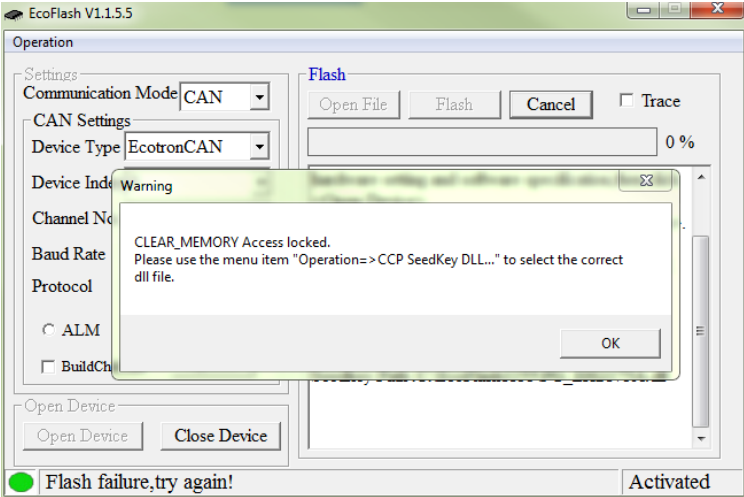 EcoFlash V1.1.5.5
Operation
Settings
Communication Mode CAN
CAN Settings
Device Type EcotronCAN
Device Inde
Channel No
Baud Rate
Protocol
ALM
BuildCh
Open Device
Open Device Close Device
Flash
Open File Flash Cancel Trace
0 %
Warning
CLEAR_MEMORY Access locked.
Please use the menu item "Operation=>CCP SeedKey DLL..." to select the correct
dll file.
OK
Flash failure,try again! Activated